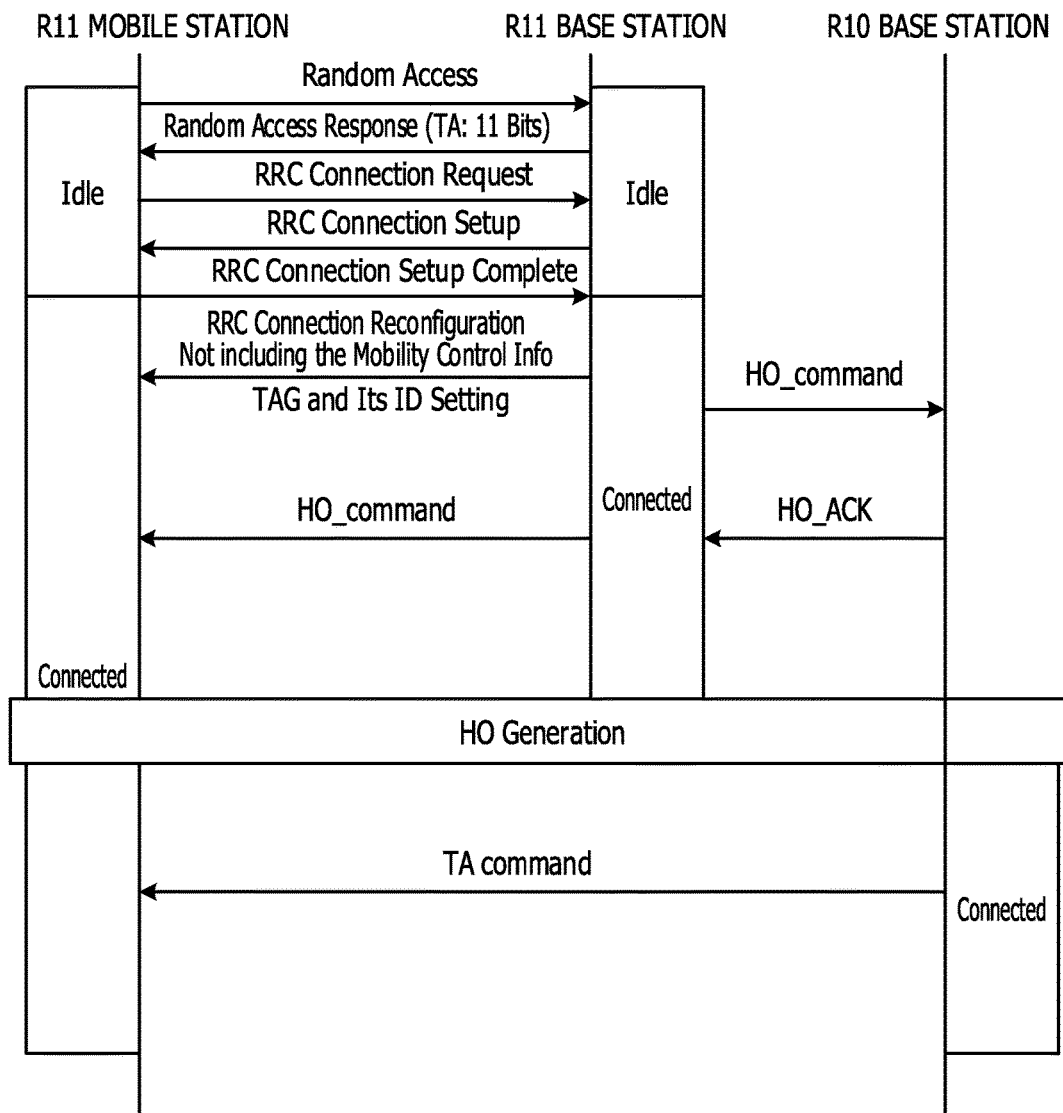 R11 MOBILE STATION
R11 BASE STATION
R10 BASE STATION
Random Access
Random Access Response (TA: 11 Bits)
RRC Connection Request
Idle
Idle
RRC Connection Setup
RRC Connection Setup Complete
RRC Connection Reconfiguration
Not including the Mobility Control Info
HO_command
TAG and Its ID Setting
Connected
HO_command
HO_ACK
Connected
HO Generation
TA command
Connected